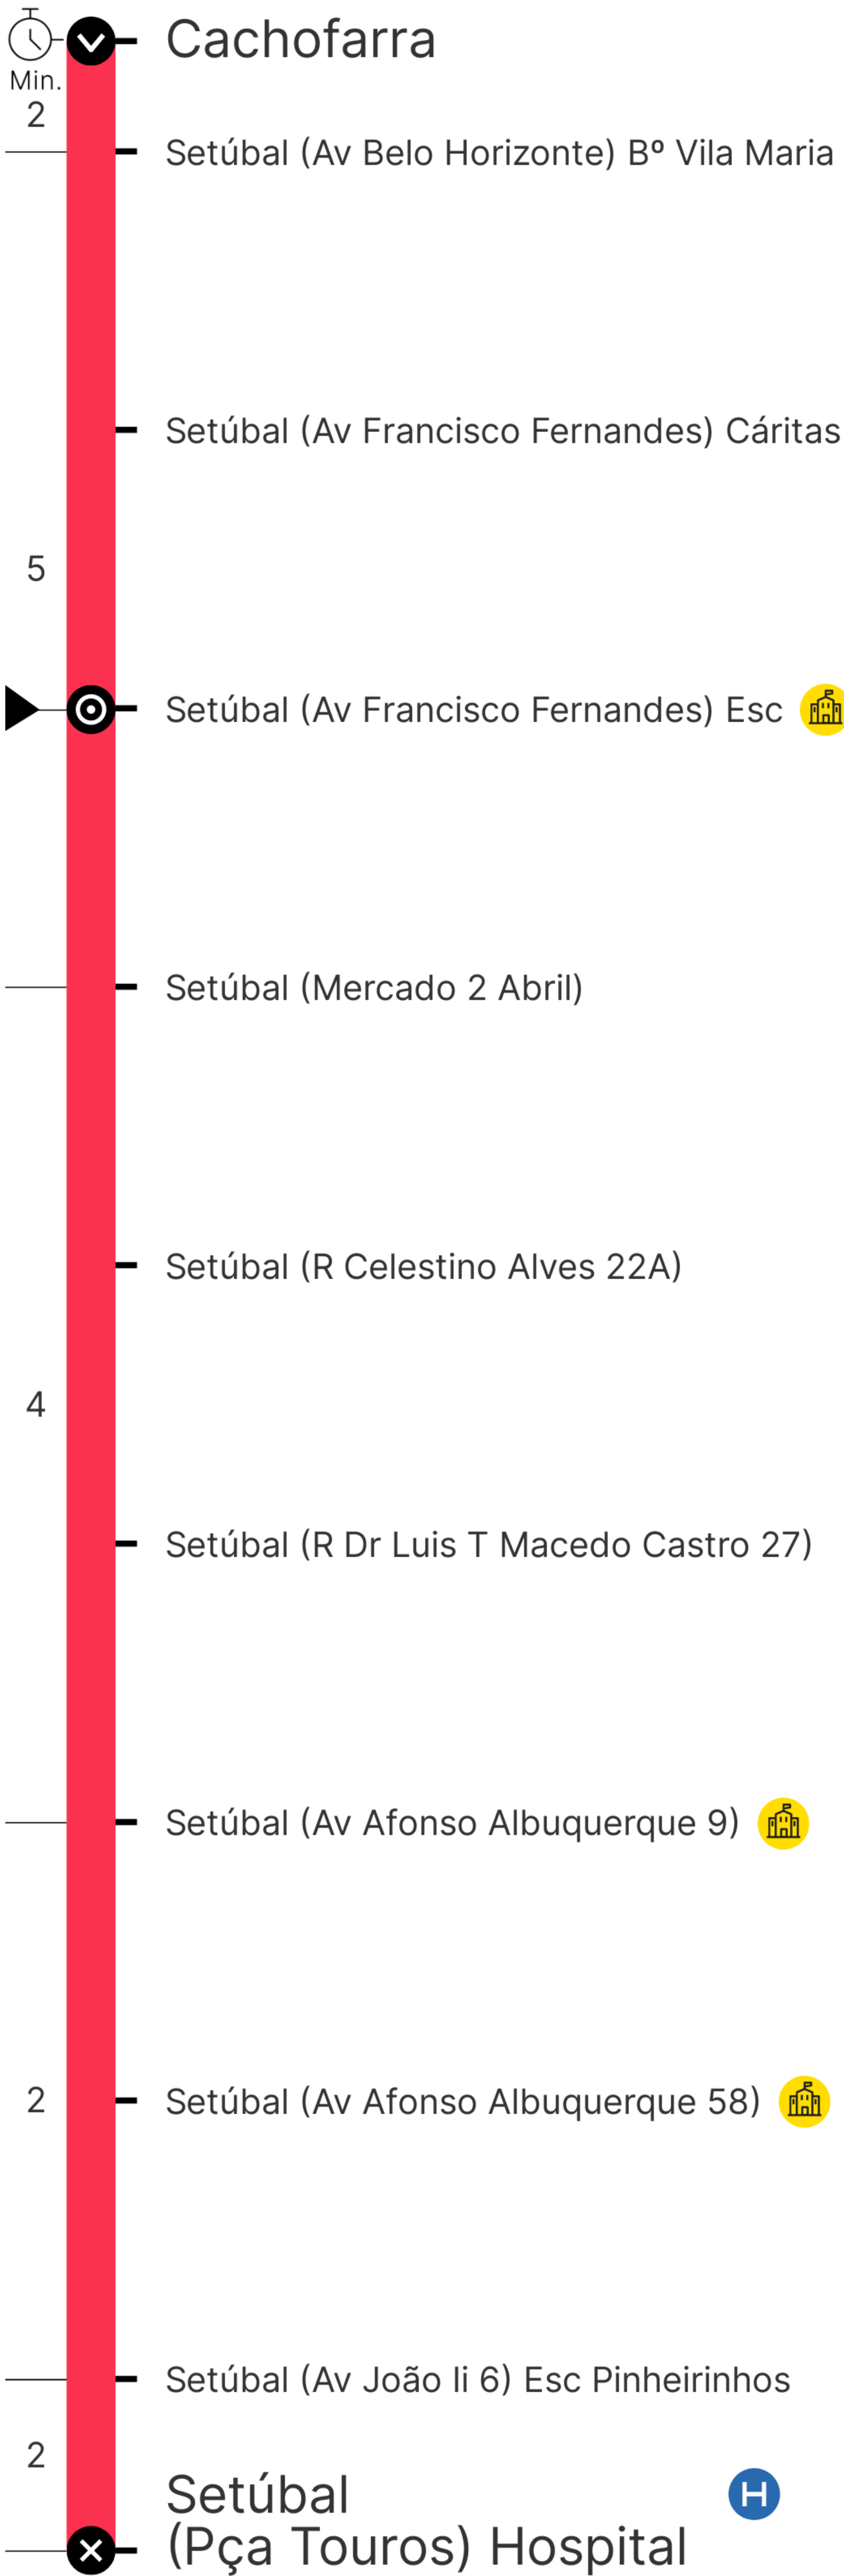 Cachofarra
Min.
2
Setúbal (Av Belo Horizonte) Bº Vila Maria
Setúbal (Av Francisco Fernandes) Cáritas
5
Setúbal (Av Francisco Fernandes) Esc
Setúbal (Mercado 2 Abril)
Setúbal (R Celestino Alves 22A)
4
Setúbal (R Dr Luis T Macedo Castro 27)
Setúbal (Av Afonso Albuquerque 9)
2
Setúbal (Av Afonso Albuquerque 58)
Setúbal (Av João Ii 6) Esc Pinheirinhos
2
Setúbal
H
(Pça Touros) Hospital